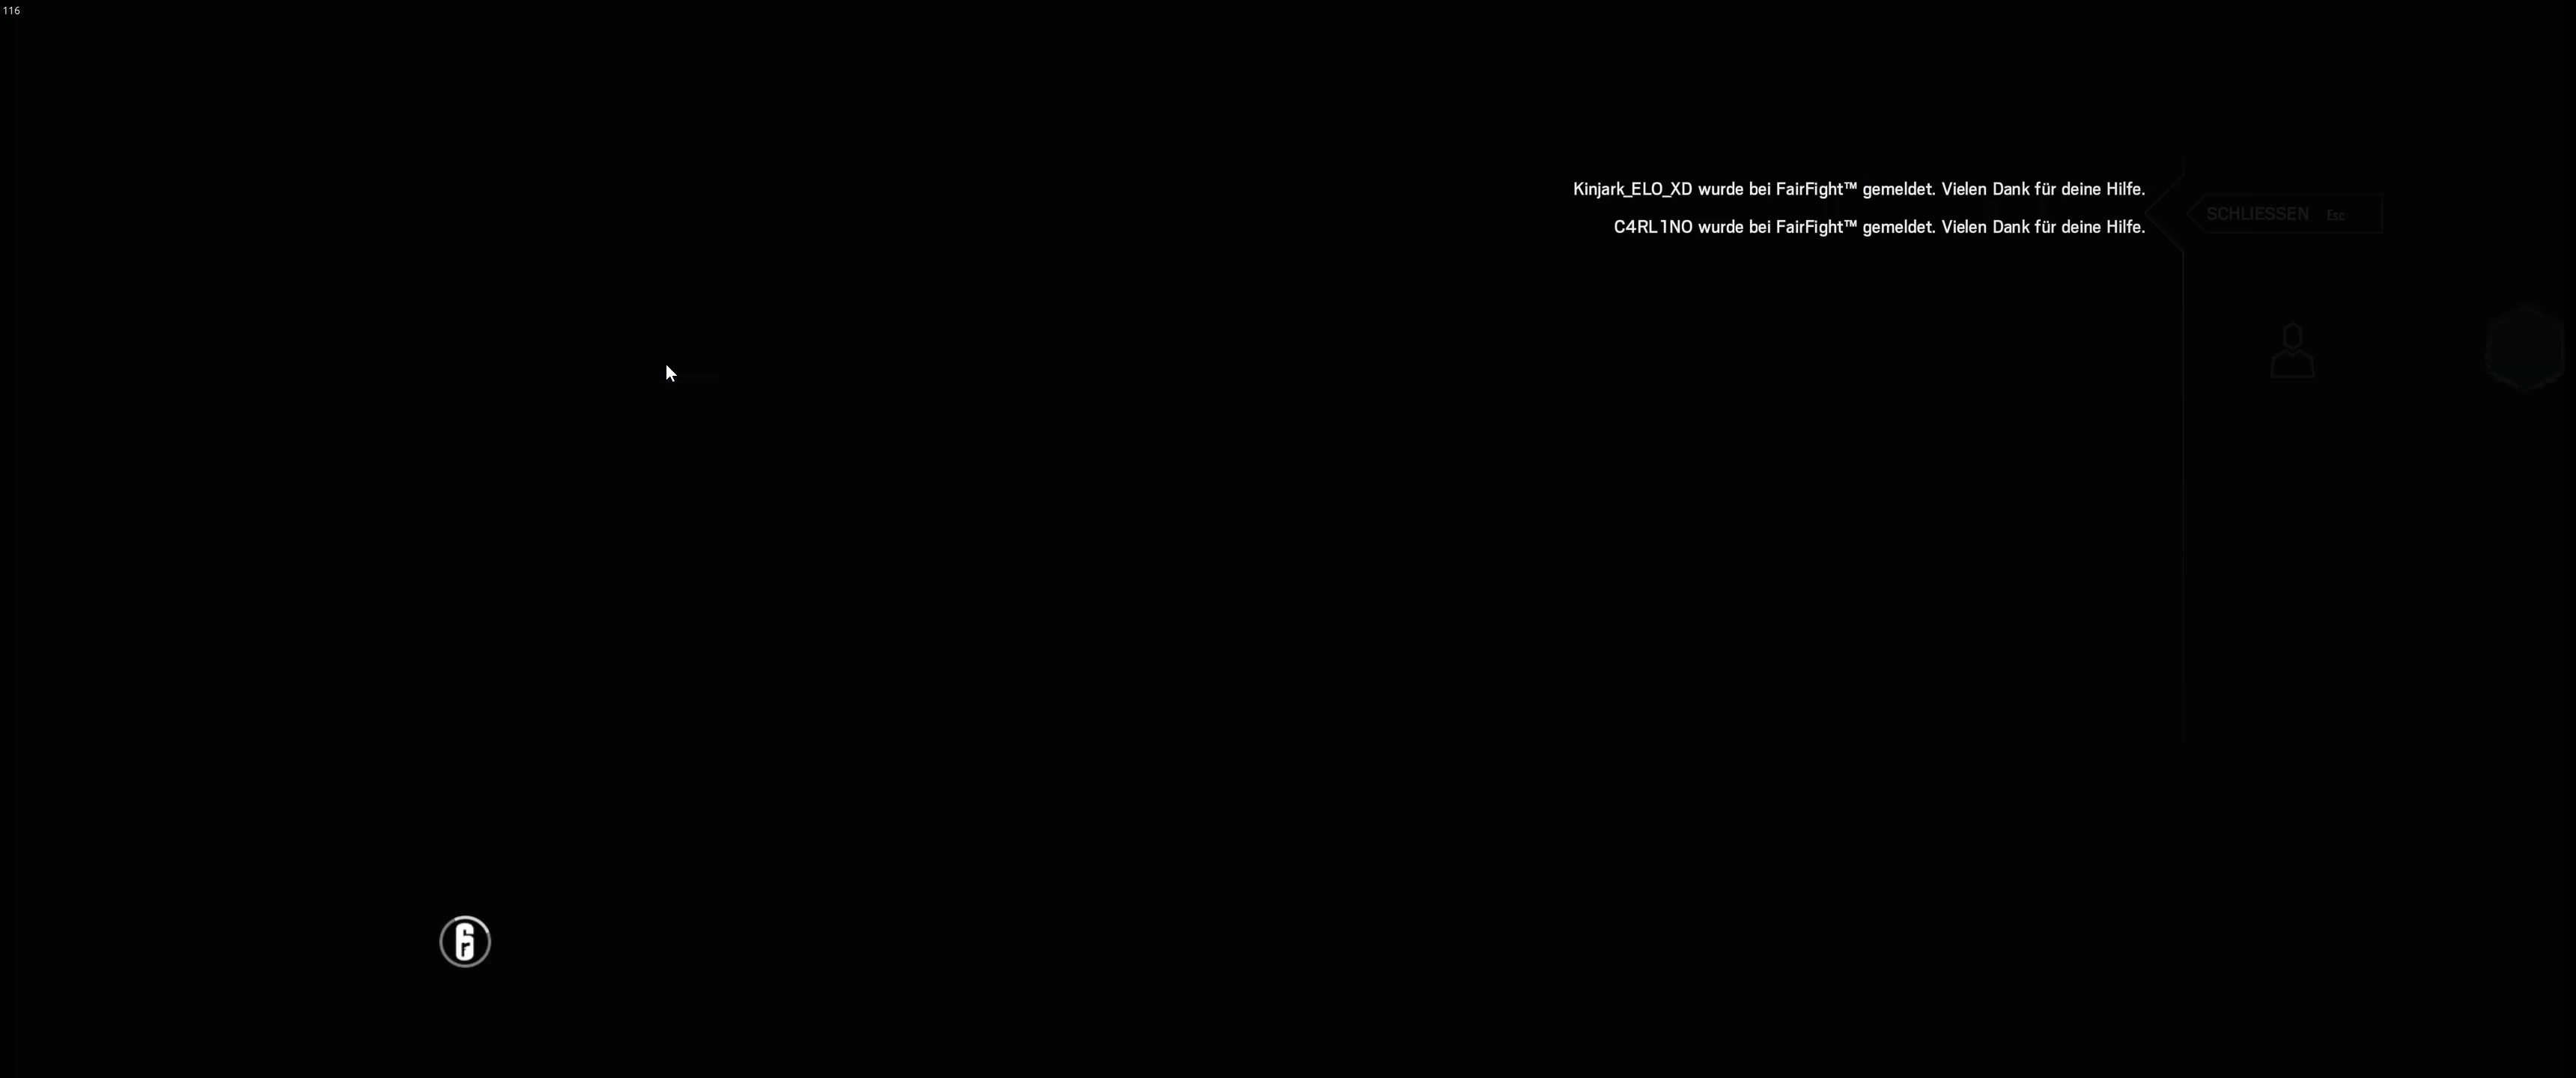 116
Kinjark_ELO_XD wurde bei FairFight™ gemeldet. Vielen Dank für deine Hilfe.
C4RL1NO wurde bei FairFight™ gemeldet. Vielen Dank für deine Hilfe.
SCHLIESSEN Esc
6